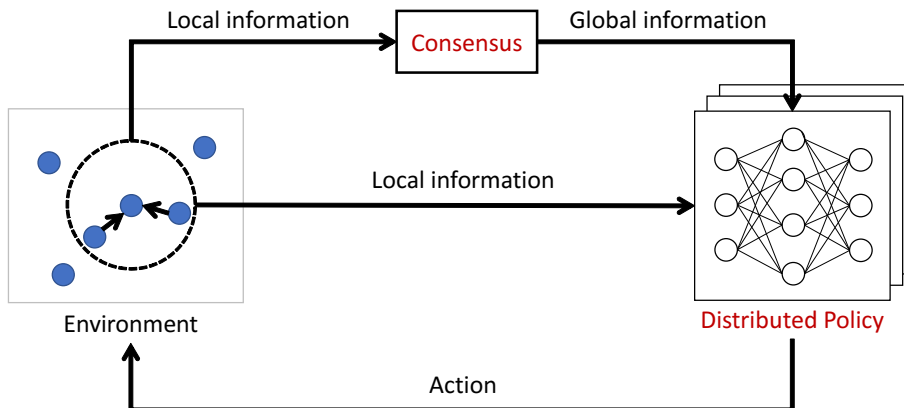 Local information
Global information
Consensus
Local information
Environment
Distributed Policy
Action